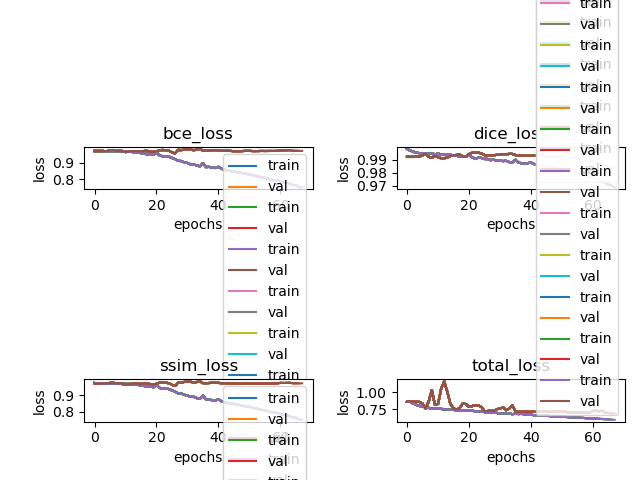 bce_loss
loss
0.9
0.8
0
20
40
60
epochs
train
val
train
val
train
val
train
val
train
val
train
dice_loss
loss
0.99
0.98
0.97
0
20
40
60
epochs
train
val
train
val
train
val
train
val
train
val
train
val
train
val
train
val
train
val
train
val
ssim_loss
loss
0.9
0.8
0
20
40
epochs
train
val
train
val
total_loss
loss
1.00
0.75
0
20
40
60
epochs